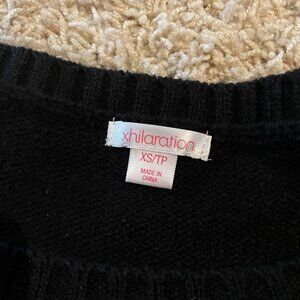 xhilaration
XS/TP
MADE IN
CHINA